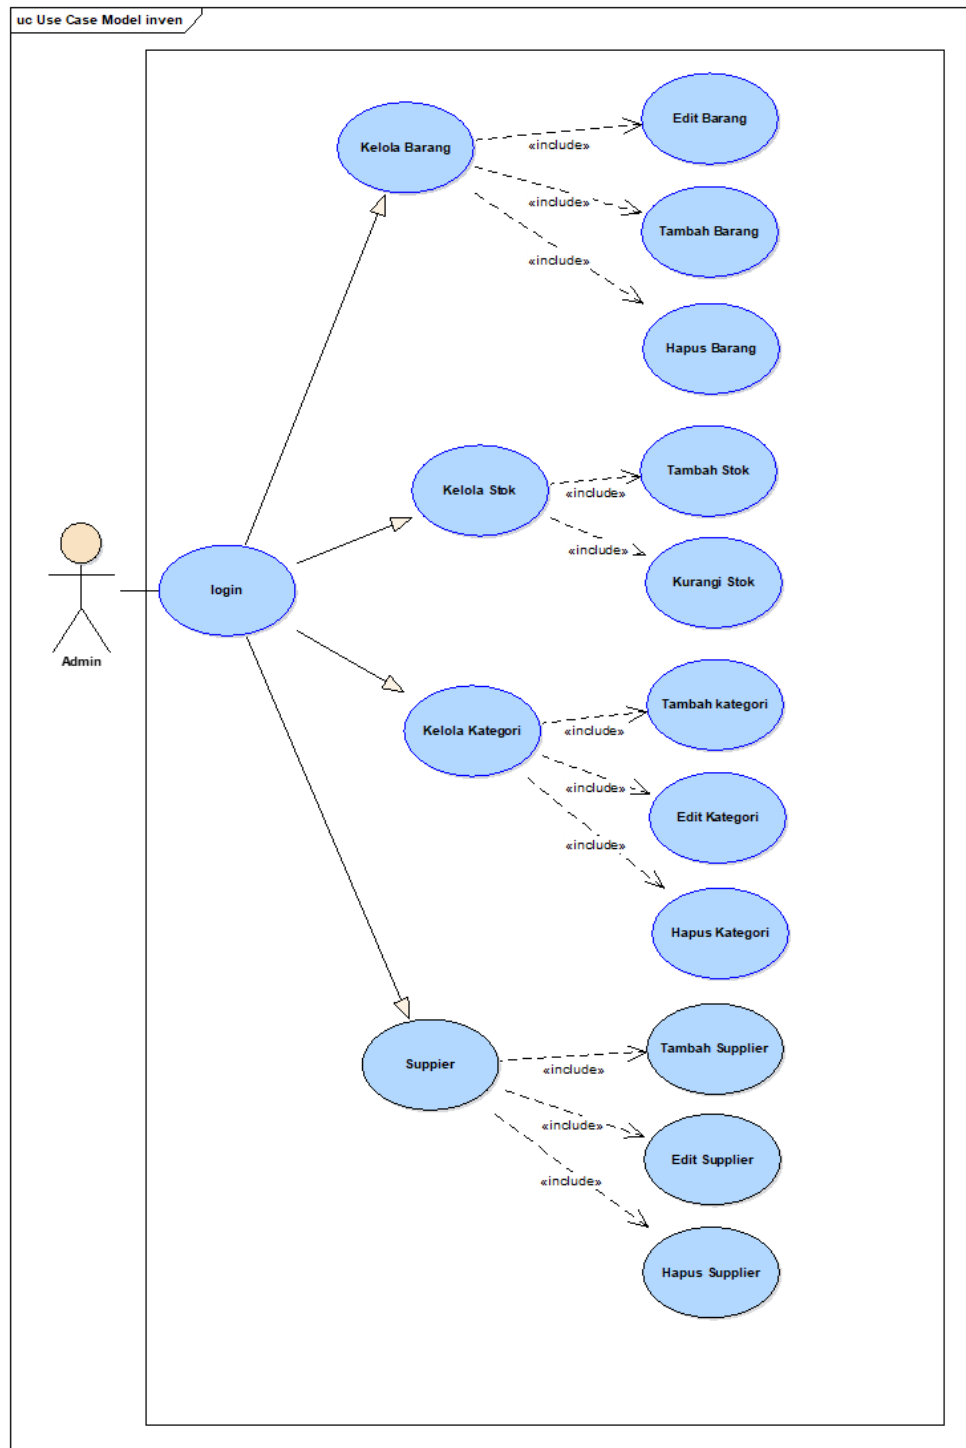 uc Use Case Model inven
Kelola Barang
Edit Barang
«include»
Tambah Barang
«include»
Hapus Barang
«include»
Kelola Stok
Tambah Stok
«include»
Kurangi Stok
«include»
login
Admin
Kelola Kategori
Tambah kategori
«include»
Edit Kategori
«include»
Hapus Kategori
«include»
Suppier
Tambah Supplier
«include»
Edit Supplier
«include»
Hapus Supplier
«include»